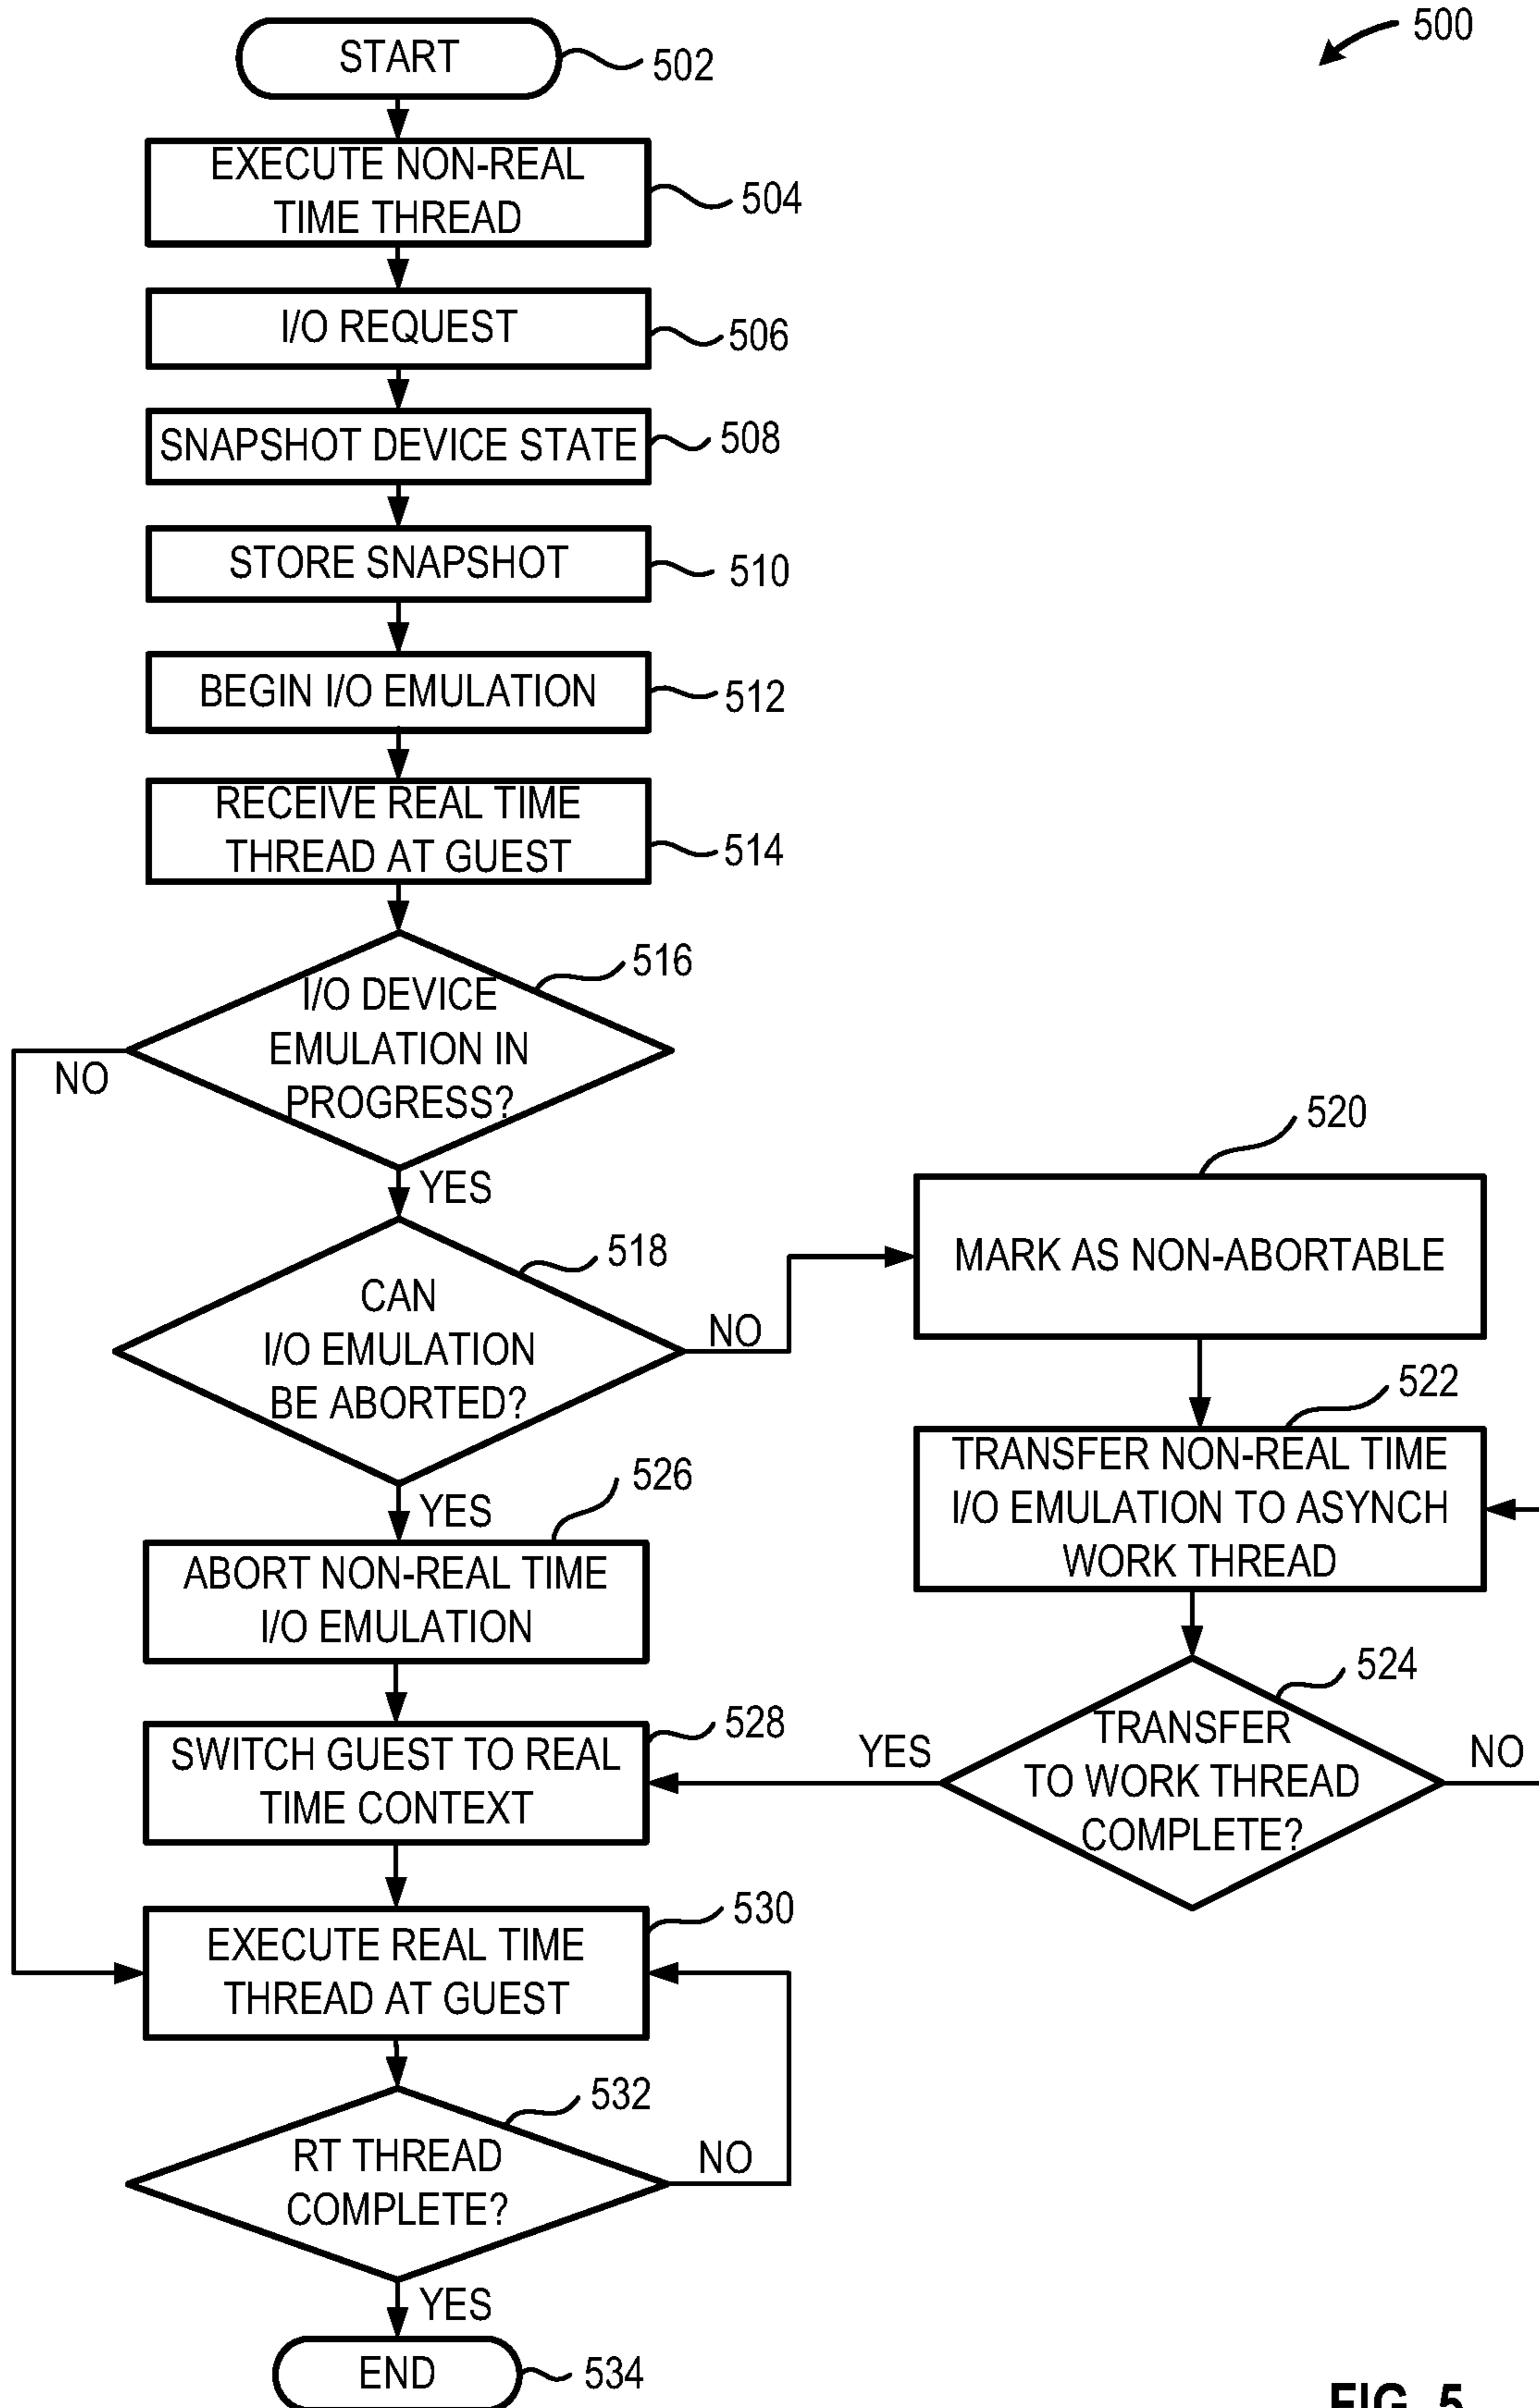 500
START
502
EXECUTE NON-REAL
TIME THREAD
504
I/O REQUEST
506
SNAPSHOT DEVICE STATE
508
STORE SNAPSHOT
510
BEGIN I/O EMULATION
512
RECEIVE REAL TIME
THREAD AT GUEST
514
I/O DEVICE
EMULATION IN
PROGRESS?
516
NO
YES
CAN
I/O EMULATION
BE ABORTED?
518
NO
YES
520
MARK AS NON-ABORTABLE
522
TRANSFER NON-REAL TIME
I/O EMULATION TO ASYNCH
WORK THREAD
524
TRANSFER
TO WORK THREAD
COMPLETE?
YES
NO
526
ABORT NON-REAL TIME
I/O EMULATION
528
SWITCH GUEST TO REAL
TIME CONTEXT
530
EXECUTE REAL TIME
THREAD AT GUEST
532
RT THREAD
COMPLETE?
NO
YES
END
534
FIG. 5